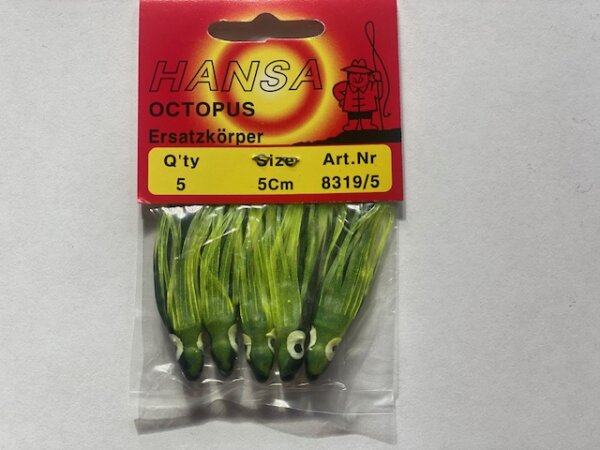 HANSA
OCTOPUS
Ersatzkörper
Q'ty Size Art.Nr
5 5Cm 8319/5